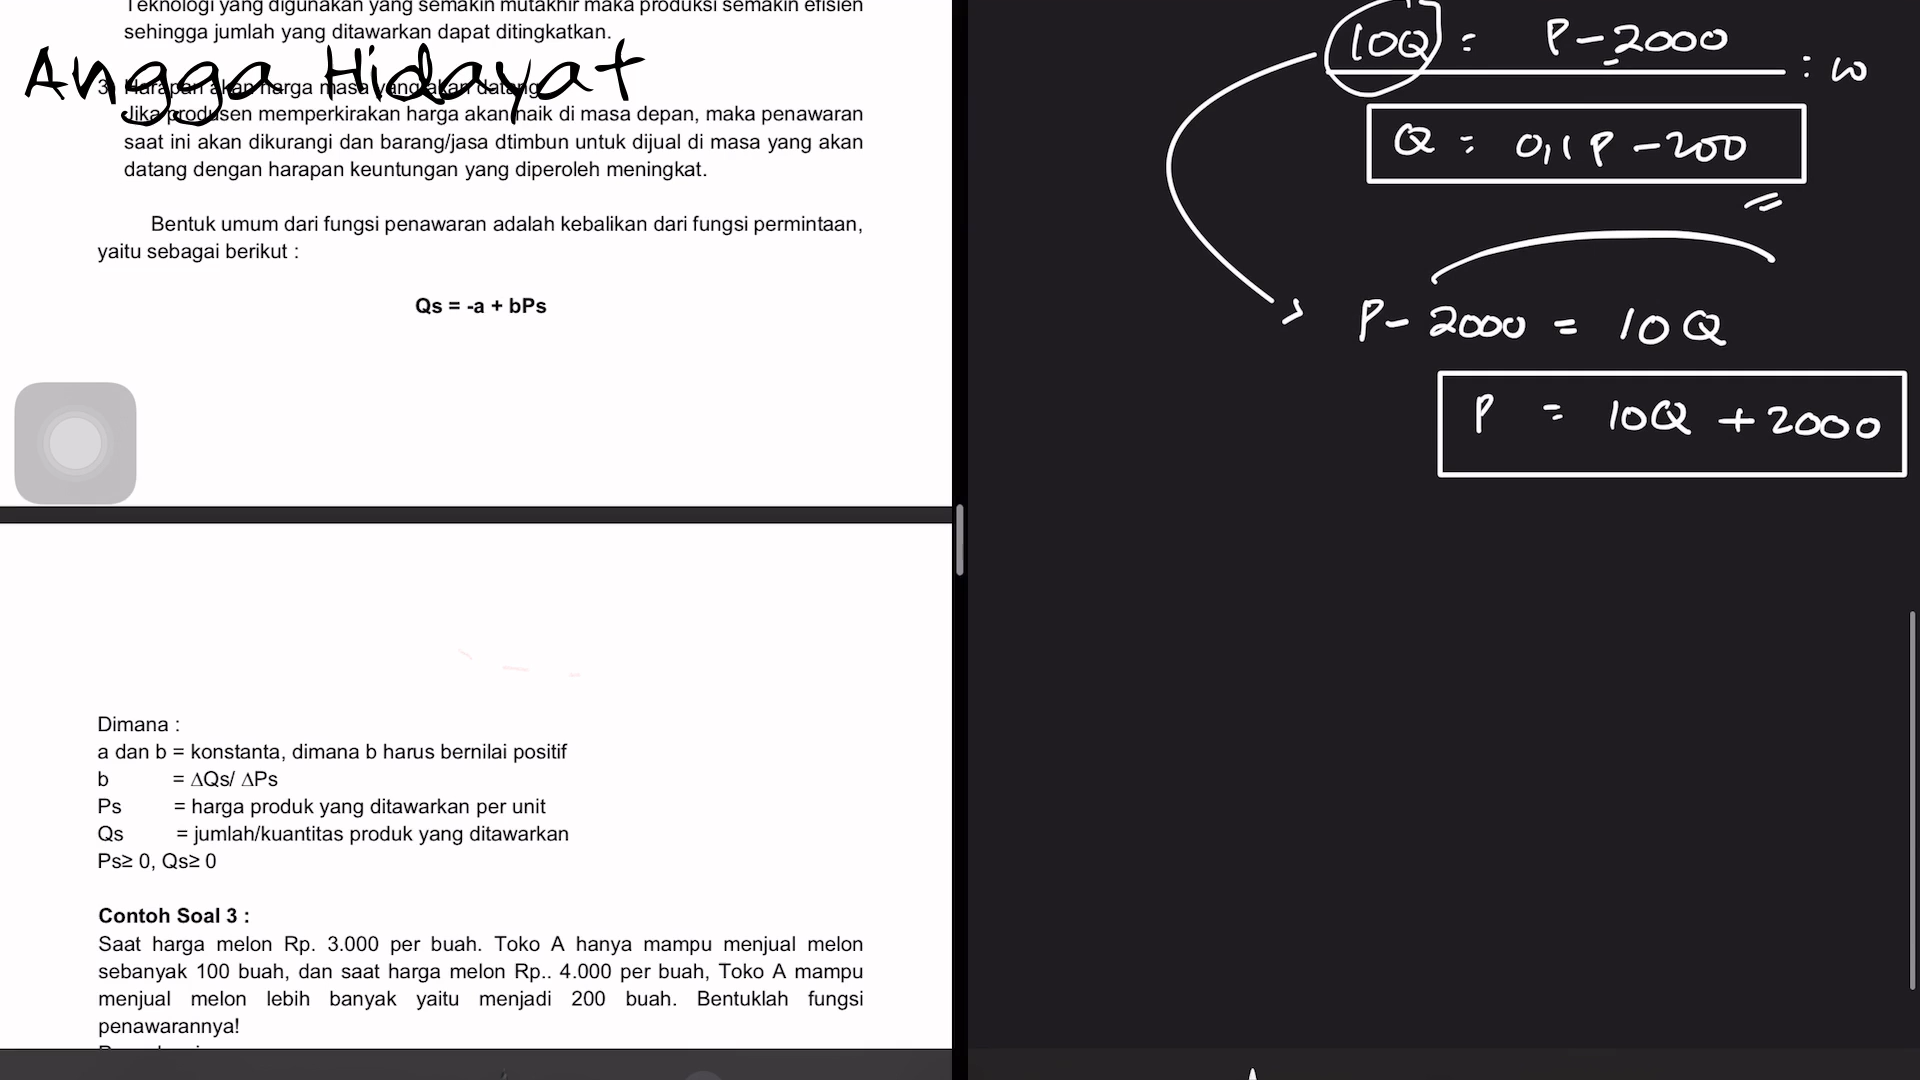 Teknologi yang digunakan yang semakin mutakhir maka produksi semakin efisien
sehingga jumlah yang ditawarkan dapat ditingkatkan.
Angga Hidayat
3. Harapan akan harga masa yang akan datang
Jika produsen memperkirakan harga akan naik di masa depan, maka penawaran
saat ini akan dikurangi dan barang/jasa dtimbun untuk dijual di masa yang akan
datang dengan harapan keuntungan yang diperoleh meningkat.
Bentuk umum dari fungsi penawaran adalah kebalikan dari fungsi permintaan,
yaitu sebagai berikut :
Qs = -a + bPs
Dimana :
a dan b = konstanta, dimana b harus bernilai positif
b = ∆Qs/ ∆Ps
Ps = harga produk yang ditawarkan per unit
Qs = jumlah/kuantitas produk yang ditawarkan
Ps≥ 0, Qs≥ 0
Contoh Soal 3 :
Saat harga melon Rp. 3.000 per buah. Toko A hanya mampu menjual melon
sebanyak 100 buah, dan saat harga melon Rp.. 4.000 per buah, Toko A mampu
menjual melon lebih banyak yaitu menjadi 200 buah. Bentuklah fungsi
penawarannya!
10Q = P - 2000
: 10
Q = 0,1 P - 200
P - 2000 = 10Q
P = 10Q + 2000